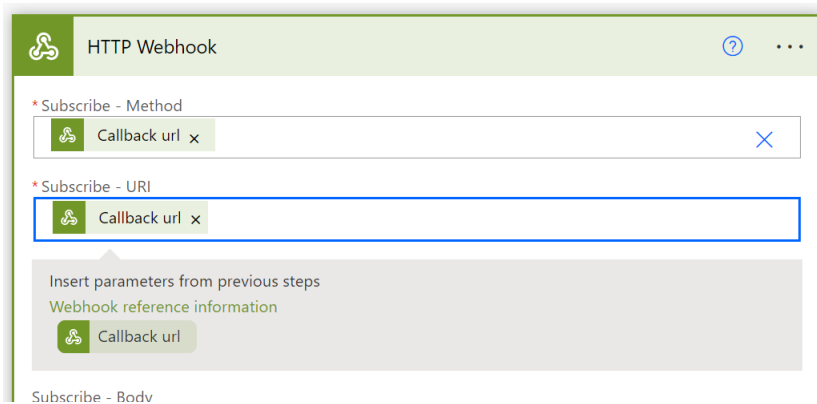 HTTP Webhook
* Subscribe - Method
Callback url ×
* Subscribe - URI
Callback url ×
Insert parameters from previous steps
Webhook reference information
Callback url
Subscribe - Body